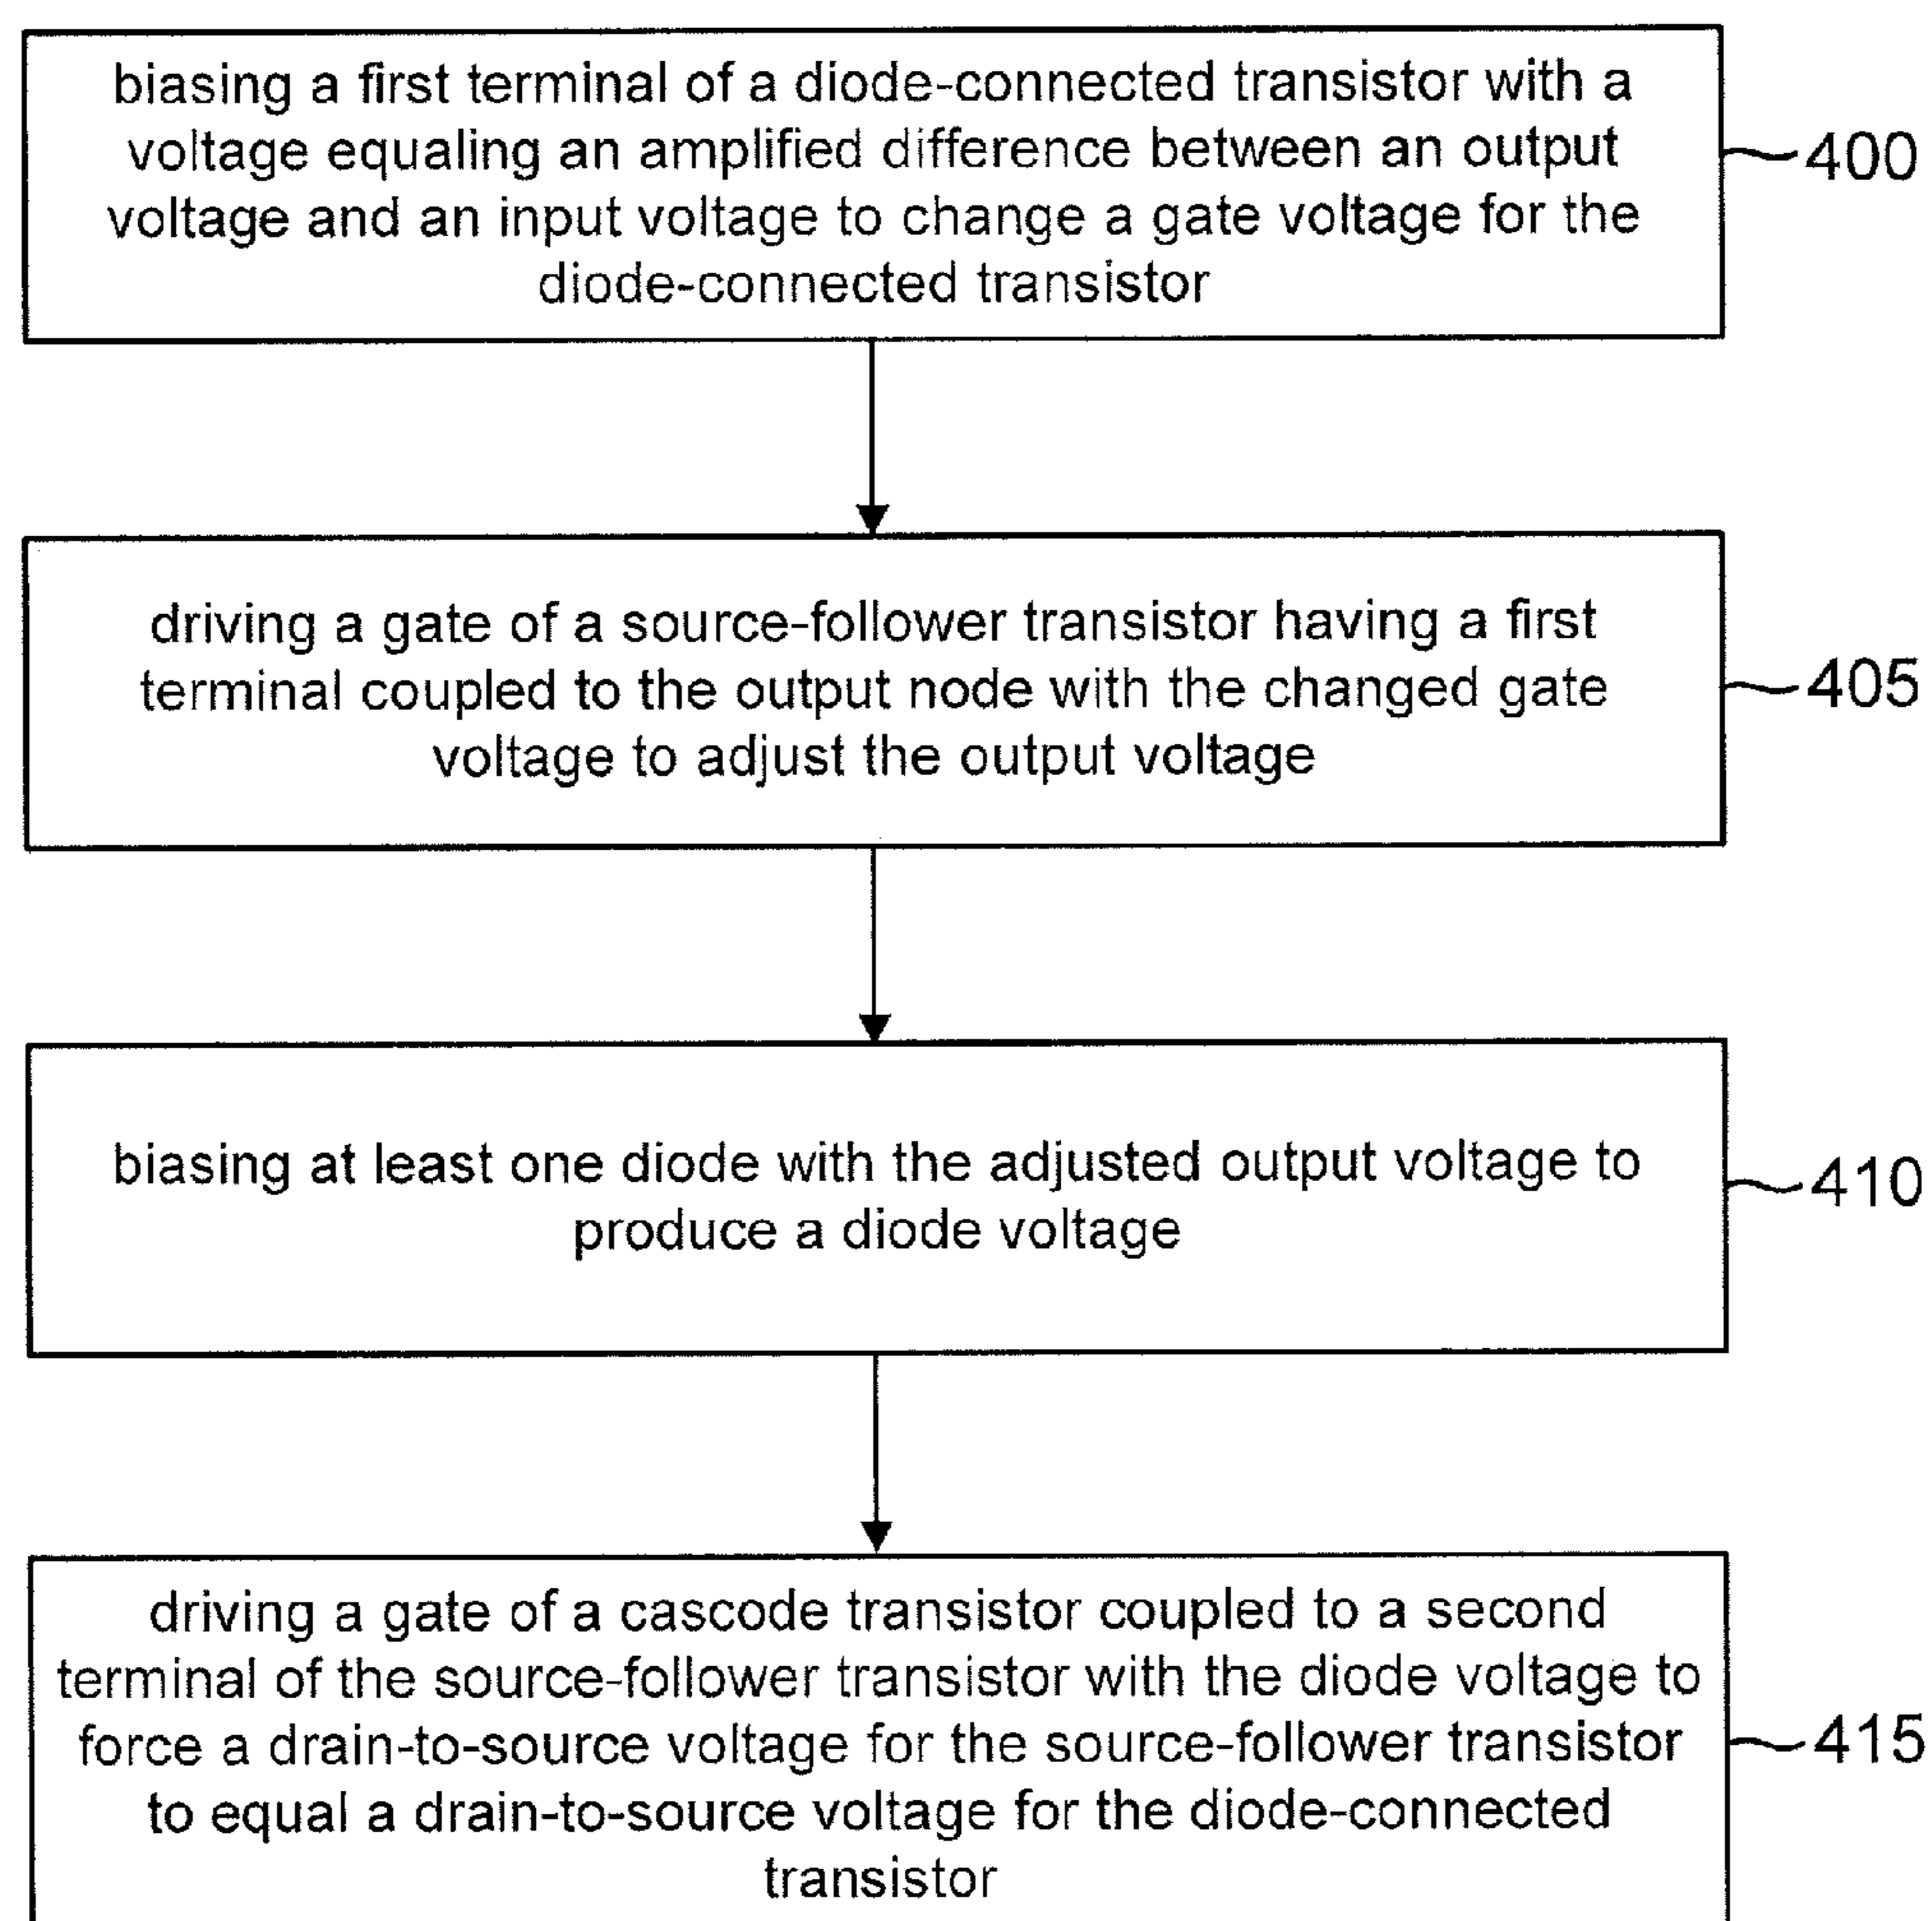 biasing a first terminal of a diode-connected transistor with a
voltage equaling an amplified difference between an output
voltage and an input voltage to change a gate voltage for the
diode-connected transistor
400
driving a gate of a source-follower transistor having a first
terminal coupled to the output node with the changed gate
voltage to adjust the output voltage
405
biasing at least one diode with the adjusted output voltage to
produce a diode voltage
410
driving a gate of a cascode transistor coupled to a second
terminal of the source-follower transistor with the diode voltage to
force a drain-to-source voltage for the source-follower transistor
to equal a drain-to-source voltage for the diode-connected
transistor
415